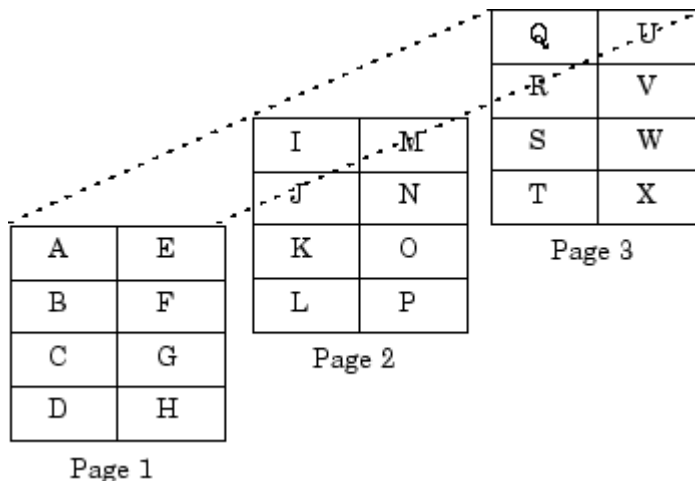 A E
B F
C G
D H
Page 1
I M
J N
K O
L P
Page 2
Q U
R V
S W
T X
Page 3